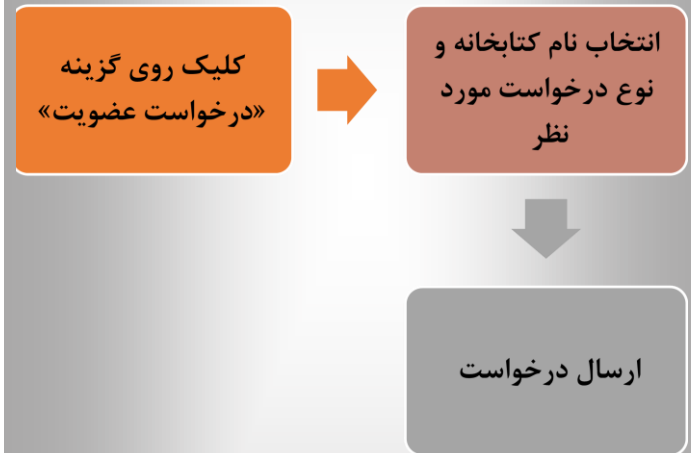 کلیک روی گزینه
«درخواست عضویت»
انتخاب نام کتابخانه و
نوع درخواست مورد
نظر
ارسال درخواست